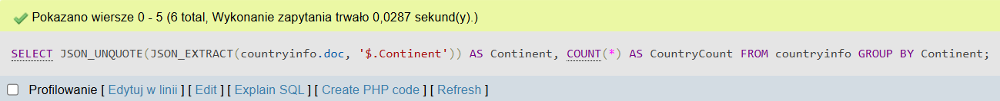 Pokazano wiersze 0 - 5 (6 total, Wykonanie zapytania trwało 0,0287 sekund(y).)
SELECT JSON_UNQUOTE(JSON_EXTRACT(countryinfo.doc, '$.Continent')) AS Continent, COUNT(*) AS CountryCount FROM countryinfo GROUP BY Continent;
Profilowanie [ Edytuj w linii ] [ Edit ] [ Explain SQL ] [ Create PHP code ] [ Refresh ]